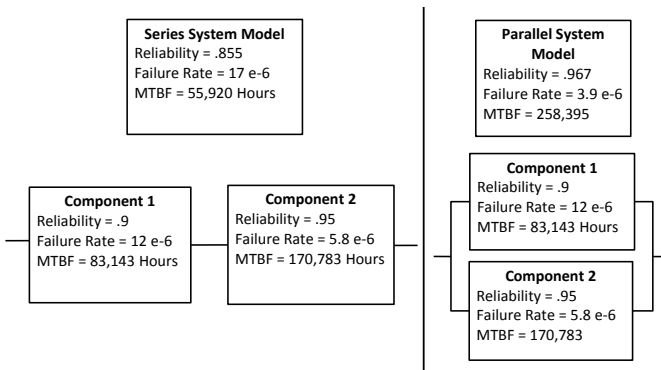 Series System Model
Reliability = .855
Failure Rate = 17 e-6
MTBF = 55,920 Hours
Component 1
Reliability = .9
Failure Rate = 12 e-6
MTBF = 83,143 Hours
Component 2
Reliability = .95
Failure Rate = 5.8 e-6
MTBF = 170,783 Hours
Parallel System
Model
Reliability = .967
Failure Rate = 3.9 e-6
MTBF = 258,395
Component 1
Reliability = .9
Failure Rate = 12 e-6
MTBF = 83,143 Hours
Component 2
Reliability = .95
Failure Rate = 5.8 e-6
MTBF = 170,783